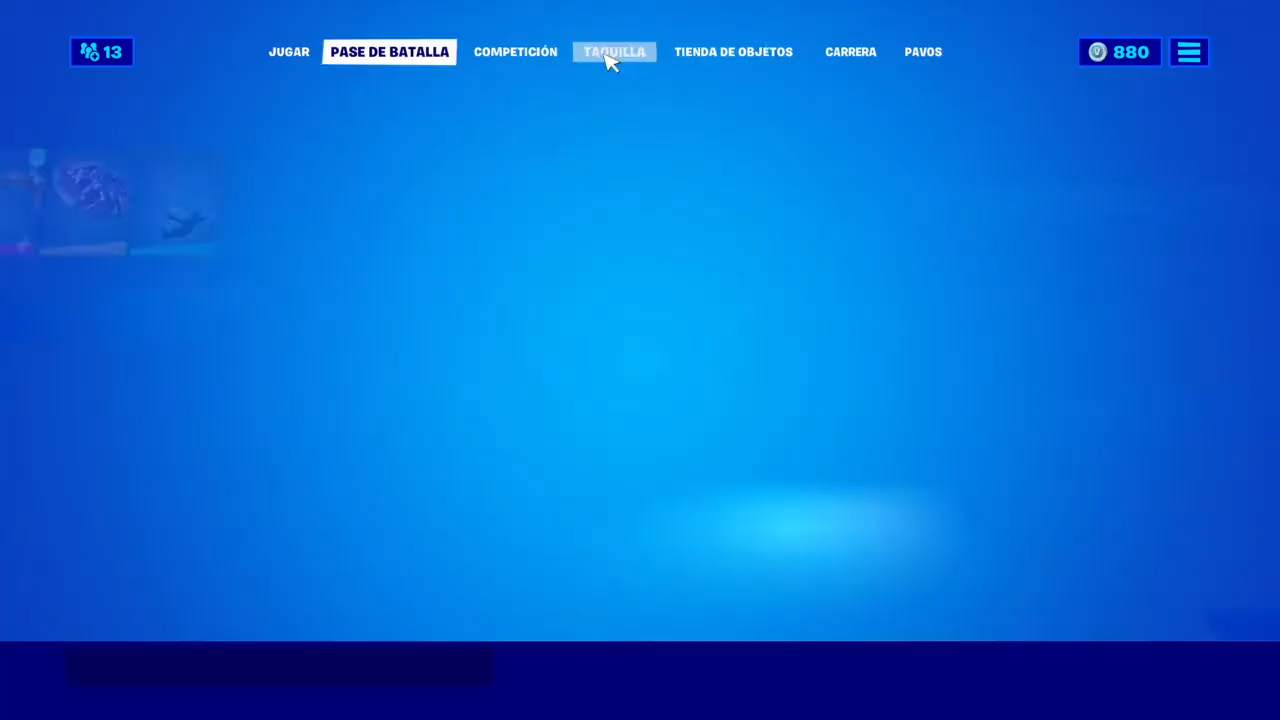 13
JUGAR
PASE DE BATALLA
COMPETICIÓN
TAQUILLA
TIENDA DE OBJETOS
CARRERA
PAVOS
880